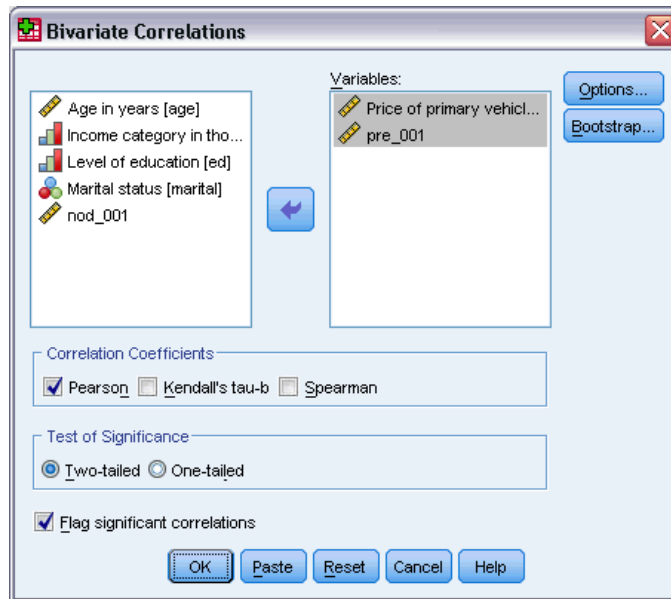 Bivariate Correlations
Variables:
Age in years [age]
Income category in tho...
Level of education [ed]
Marital status [marital]
nod_001
Price of primary vehicl...
pre_001
Options...
Bootstrap...
Correlation Coefficients
Pearson Kendall's tau-b Spearman
Test of Significance
Two-tailed One-tailed
Flag significant correlations
OK Paste Reset Cancel Help